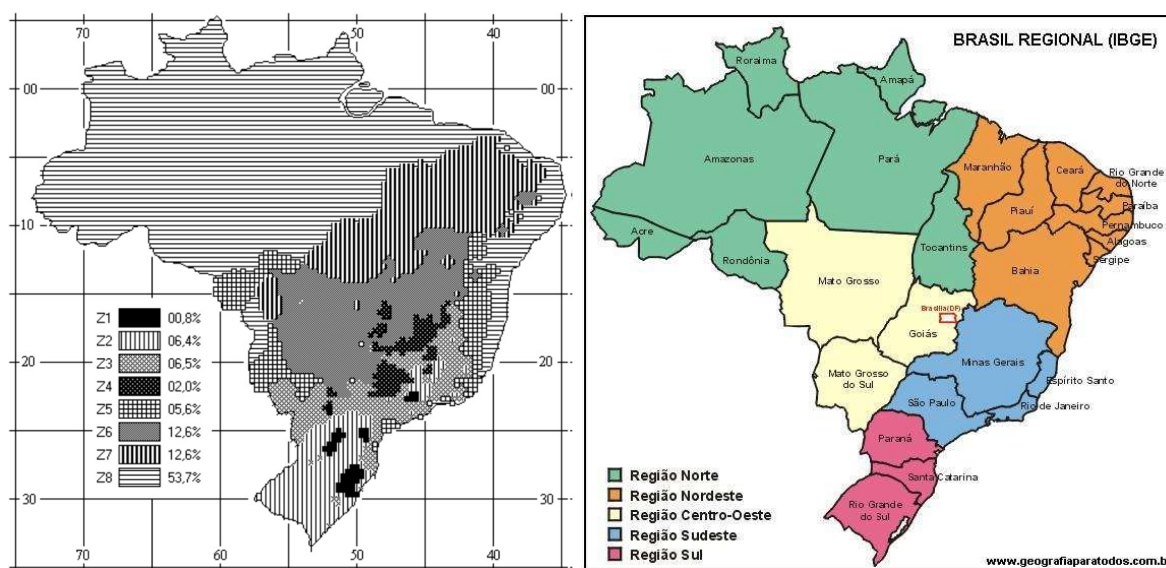 70
60
50
40
00
00
10
10
20
20
30
30
70
60
50
40
Z1 00,8%
Z2 06,4%
Z3 06,5%
Z4 02,0%
Z5 05,6%
Z6 12,6%
Z7 12,6%
Z8 53,7%
BRASIL REGIONAL (IBGE)
Roraima
Amapá
Amazonas
Pará
Maranhão
Ceará
Rio Grande
do Norte
Piauí
Paraíba
Pernambuco
Acre
Tocantins
Alagoas
Sergipe
Rondônia
Bahia
Mato Grosso
Brasília(DF)
Goiás
Minas Gerais
Mato Grosso
do Sul
Espírito Santo
São Paulo
Rio de Janeiro
Paraná
Santa Catarina
Rio Grande
do Sul
Região Norte
Região Nordeste
Região Centro-Oeste
Região Sudeste
Região Sul
www.geografiaparatodos.com.b